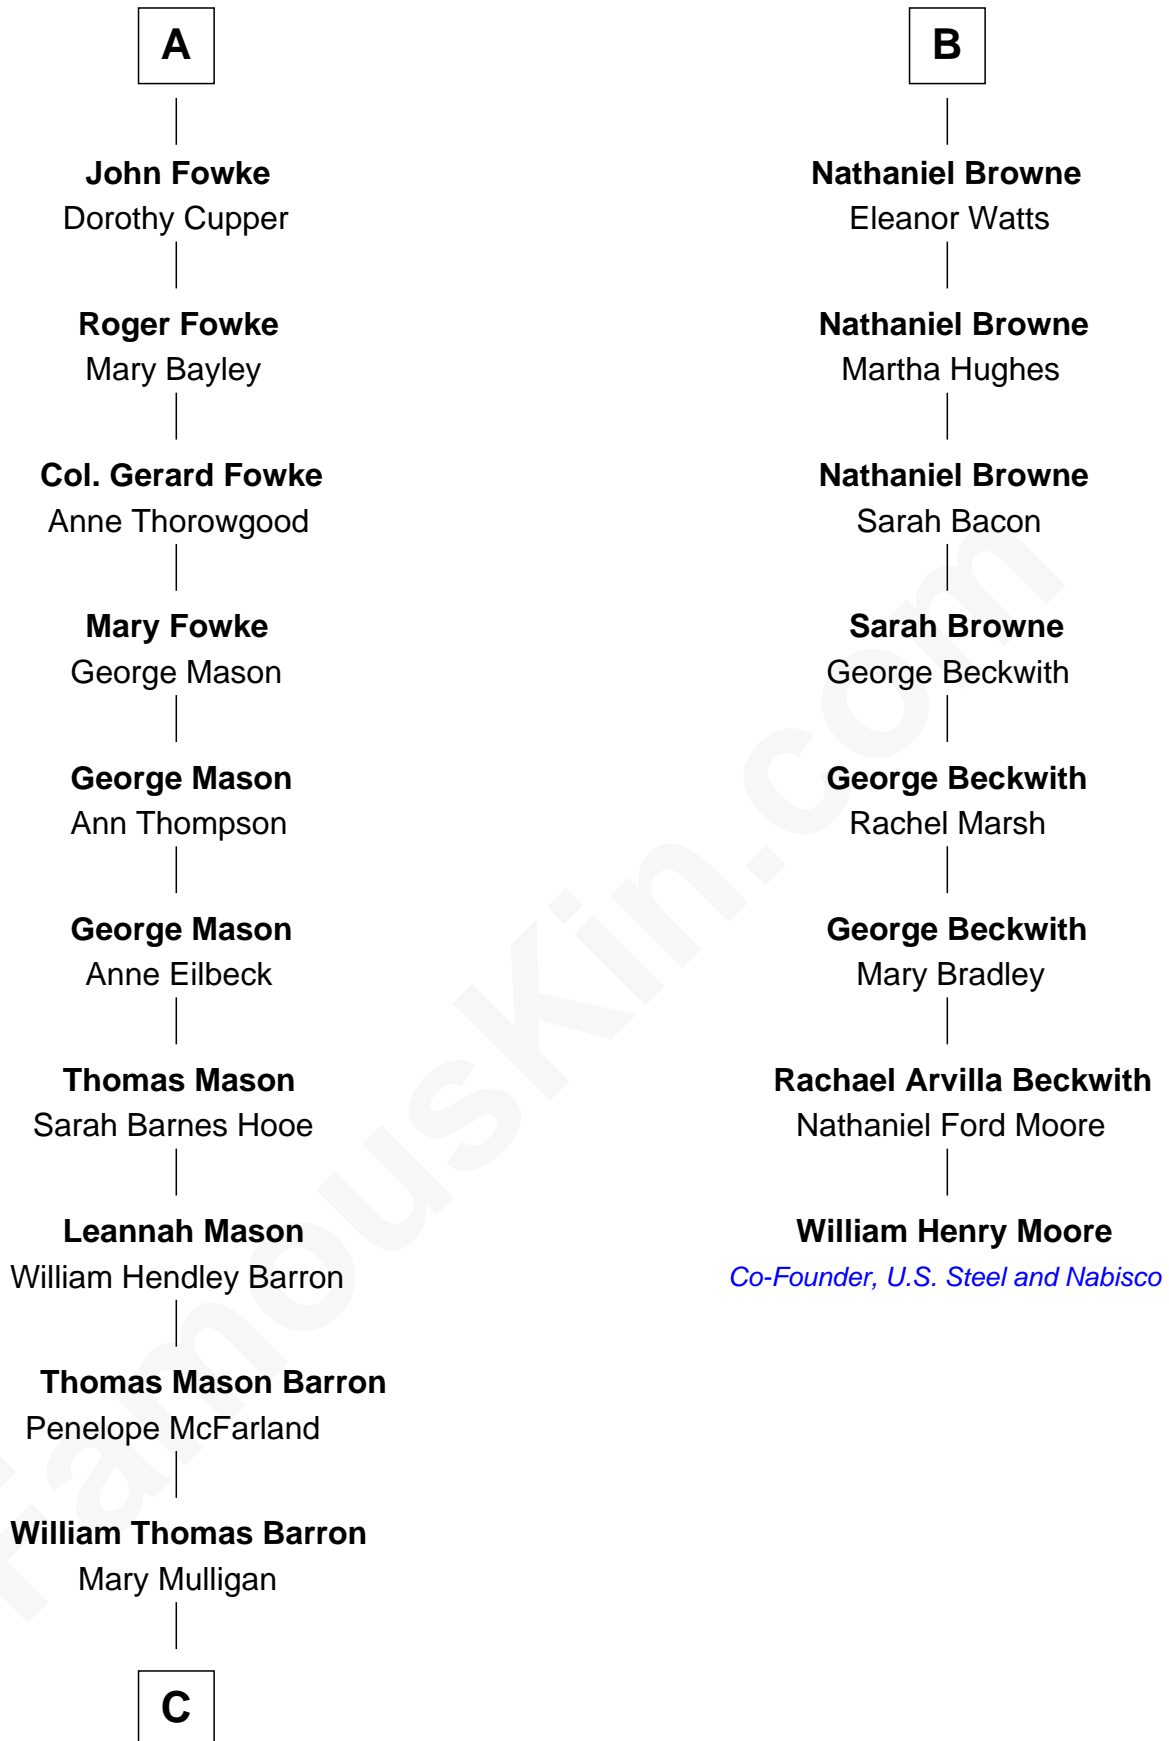 A
John Fowke
Dorothy Cupper
Roger Fowke
Mary Bayley
Col. Gerard Fowke
Anne Thorowgood
Mary Fowke
George Mason
George Mason
Ann Thompson
George Mason
Anne Eilbeck
Thomas Mason
Sarah Barnes Hooe
Leannah Mason
William Hendley Barron
Thomas Mason Barron
Penelope McFarland
William Thomas Barron
Mary Mulligan
C
B
Nathaniel Browne
Eleanor Watts
Nathaniel Browne
Martha Hughes
Nathaniel Browne
Sarah Bacon
Sarah Browne
George Beckwith
George Beckwith
Rachel Marsh
George Beckwith
Mary Bradley
Rachael Arvilla Beckwith
Nathaniel Ford Moore
William Henry Moore
Co-Founder, U.S. Steel and Nabisco
FamousKin.com